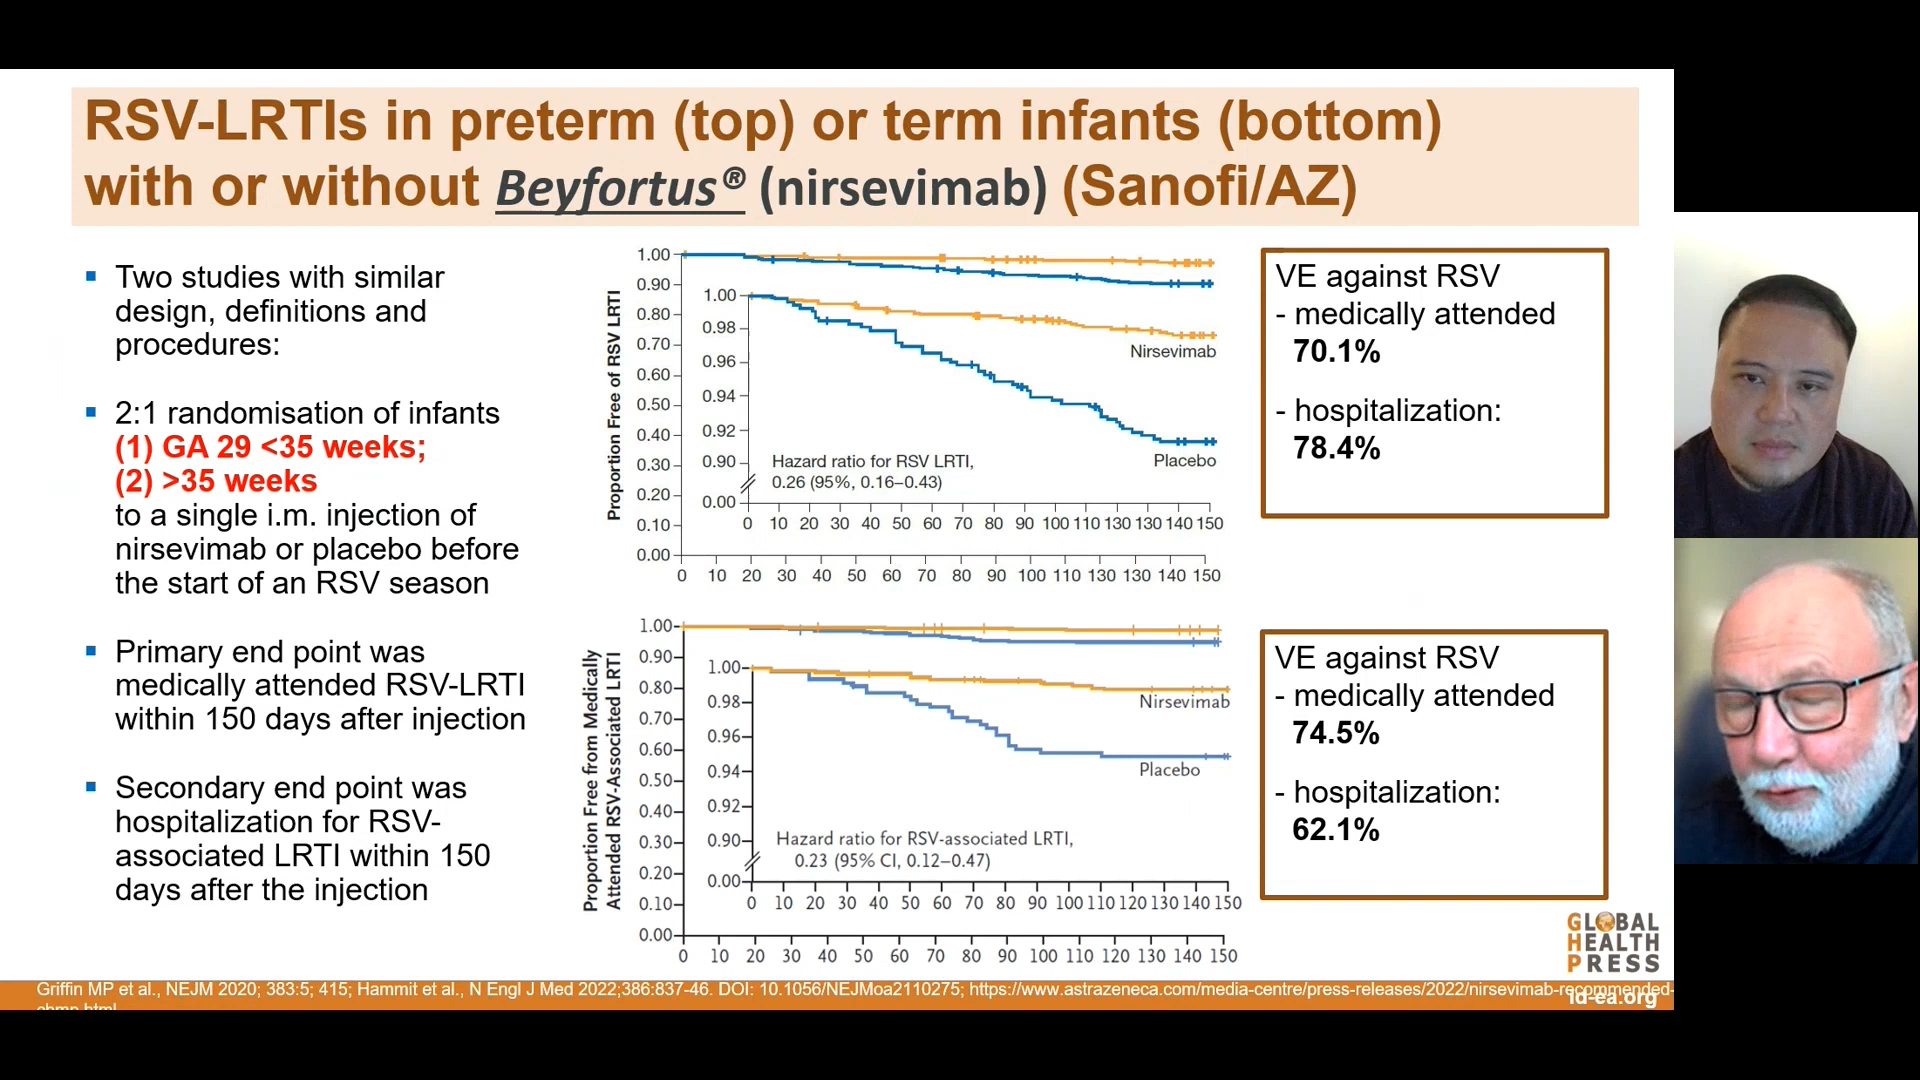 RSV-LRTIs in preterm (top) or term infants (bottom)
with or without Beyfortus® (nirsevimab) (Sanofi/AZ)
▪ Two studies with similar
design, definitions and
procedures:
▪ 2:1 randomisation of infants
(1) GA 29 <35 weeks;
(2) >35 weeks
to a single i.m. injection of
nirsevimab or placebo before
the start of an RSV season
▪ Primary end point was
medically attended RSV-LRTI
within 150 days after injection
▪ Secondary end point was
hospitalization for RSV-
associated LRTI within 150
days after the injection
Proportion Free of RSV LRTI
1.00
0.90
0.80
0.70
0.60
0.50
0.40
0.30
0.20
0.10
0.00
0 10 20 30 40 50 60 70 80 90 100 110 130 130 140 150
1.00
0.98
0.96
0.94
0.92
0.90
0.00
0 10 20 30 40 50 60 70 80 90 100 110 130 130 140 150
Nirsevimab
Placebo
Hazard ratio for RSV LRTI,
0.26 (95%, 0.16–0.43)
VE against RSV
- medically attended
70.1%
- hospitalization:
78.4%
Proportion Free from Medically
Attended RSV-Associated LRTI
1.00
0.90
0.80
0.70
0.60
0.50
0.40
0.30
0.20
0.10
0.00
0 10 20 30 40 50 60 70 80 90 100 110 120 130 140 150
1.00
0.98
0.96
0.94
0.92
0.90
0.00
0 10 20 30 40 50 60 70 80 90 100 110 120 130 140 150
Nirsevimab
Placebo
Hazard ratio for RSV-associated LRTI,
0.23 (95% CI, 0.12–0.47)
VE against RSV
- medically attended
74.5%
- hospitalization:
62.1%
GLOBAL
HEALTH
PRESS
Griffin MP et al., NEJM 2020; 383:5; 415; Hammit et al., N Engl J Med 2022;386:837-46. DOI: 10.1056/NEJMoa2110275; https://www.astrazeneca.com/media-centre/press-releases/2022/nirsevimab-recommended-
chmp.html
id-ea.org